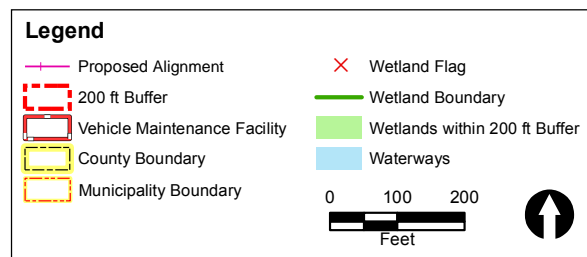 Legend
Proposed Alignment
200 ft Buffer
Vehicle Maintenance Facility
County Boundary
Municipality Boundary
Wetland Flag
Wetland Boundary
Wetlands within 200 ft Buffer
Waterways
0 100 200
Feet